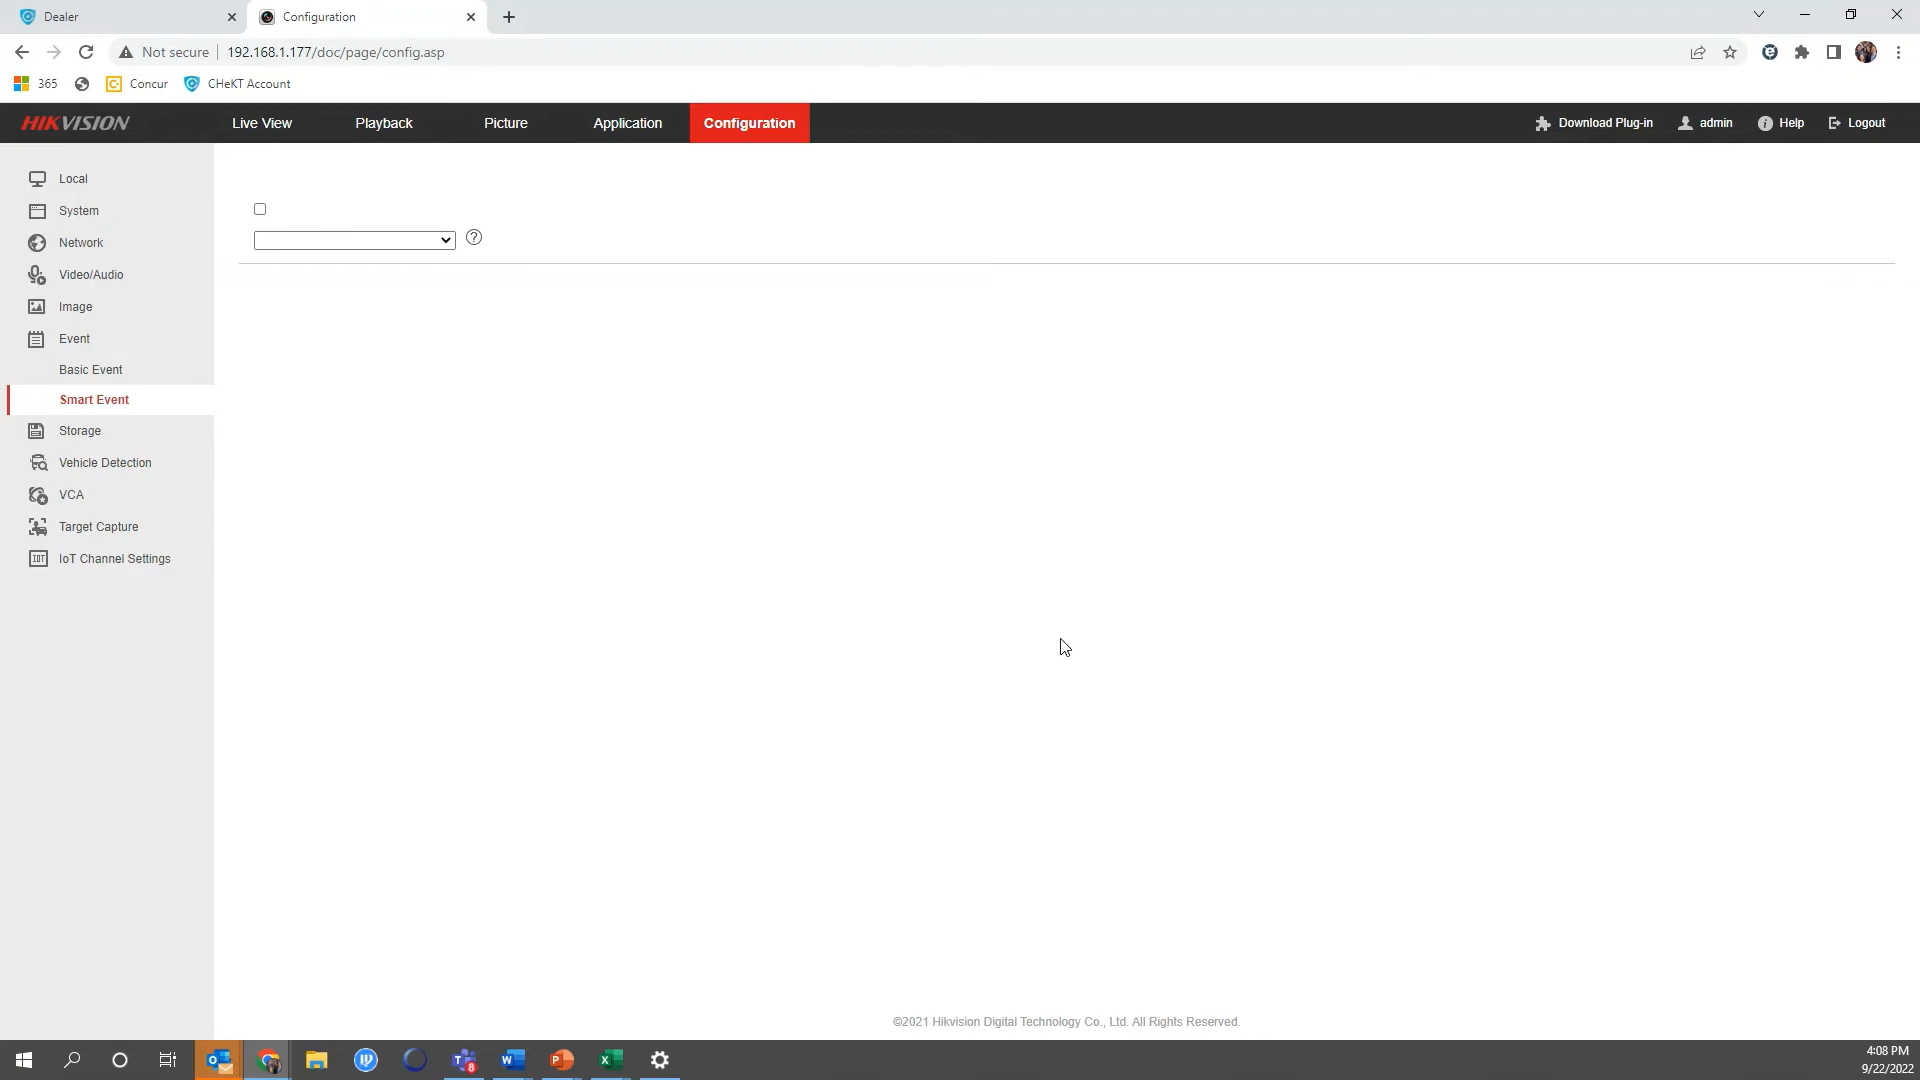 Dealer
Configuration
Not secure
192.168.1.177/doc/page/config.asp
365
Concur
CHeKT Account
HIKVISION
Live View
Playback
Picture
Application
Configuration
Download Plug-in
admin
Help
Logout
Local
System
Network
Video/Audio
Image
Event
Basic Event
Smart Event
Storage
Vehicle Detection
VCA
Target Capture
IOT
IoT Channel Settings
©2021 Hikvision Digital Technology Co., Ltd. All Rights Reserved.
8
4:08 PM
9/22/2022